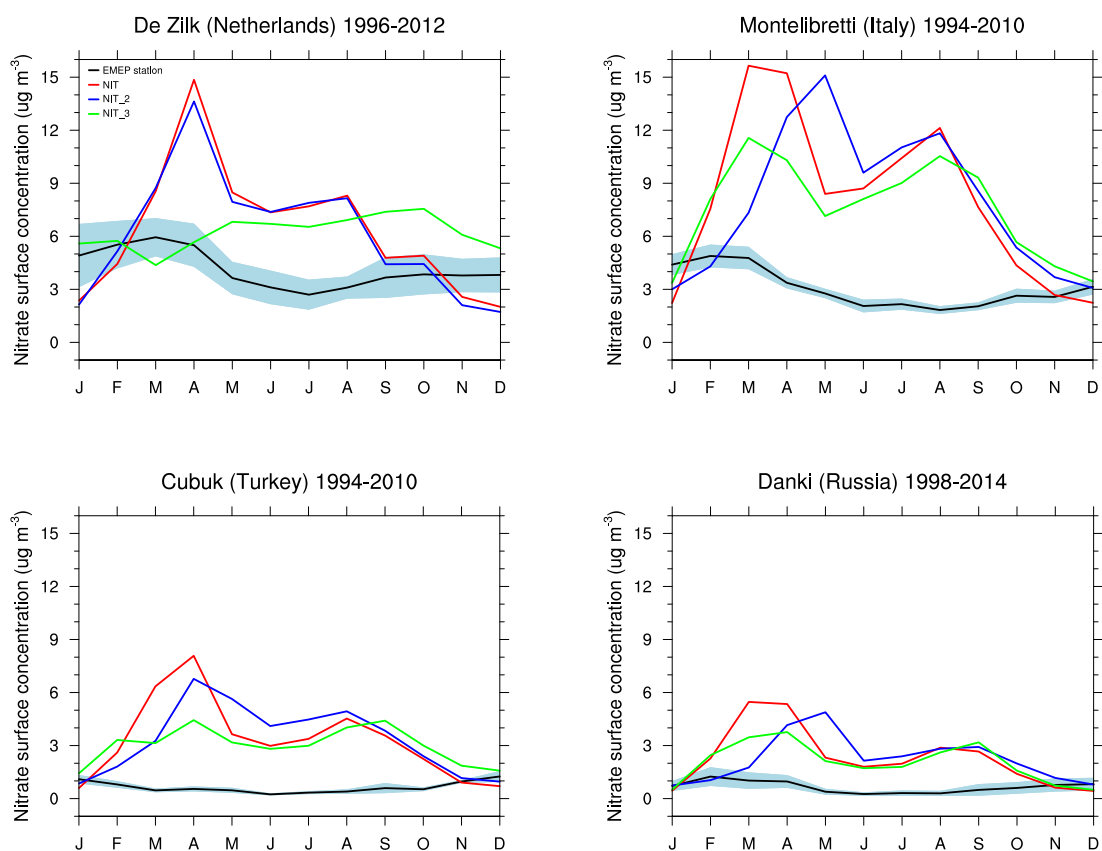 De Zilk (Netherlands) 1996-2012
Nitrate surface concentration (ug m-3)
15
12
9
6
3
0
EMEP station
NIT
NIT_2
NIT_3
J F M A M J J A S O N D
Montelibretti (Italy) 1994-2010
Nitrate surface concentration (ug m-3)
15
12
9
6
3
0
J F M A M J J A S O N D
Cubuk (Turkey) 1994-2010
Nitrate surface concentration (ug m-3)
15
12
9
6
3
0
J F M A M J J A S O N D
Danki (Russia) 1998-2014
Nitrate surface concentration (ug m-3)
15
12
9
6
3
0
J F M A M J J A S O N D